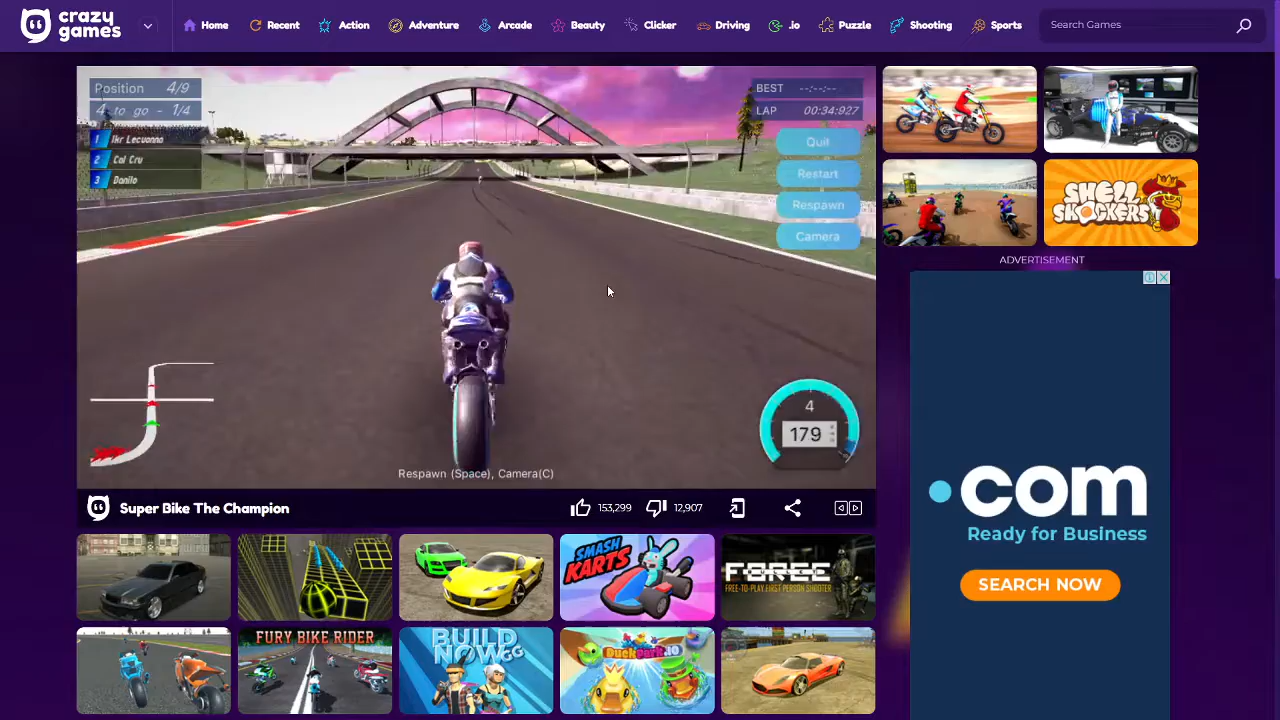 crazy games
Home
Recent
Action
Adventure
Arcade
Beauty
Clicker
Driving
.io
Puzzle
Shooting
Sports
Search Games
Position 4/9
4 to go - 1/4
1 Ikr Lecuonna
2 Cal Cru
3 Danilo
BEST --:--:--
LAP 00:34:927
Quit
Restart
Respawn
Camera
4
179
Respawn (Space), Camera(C)
SHELL SHOCKERS
ADVERTISEMENT
.com
Ready for Business
SEARCH NOW
Super Bike The Champion
153,299
12,907
SMASH KARTS
FREE-TO-PLAY FIRST PERSON SHOOTER
FURY BIKE RIDER
BUILD NOW GG
DuckPark.io